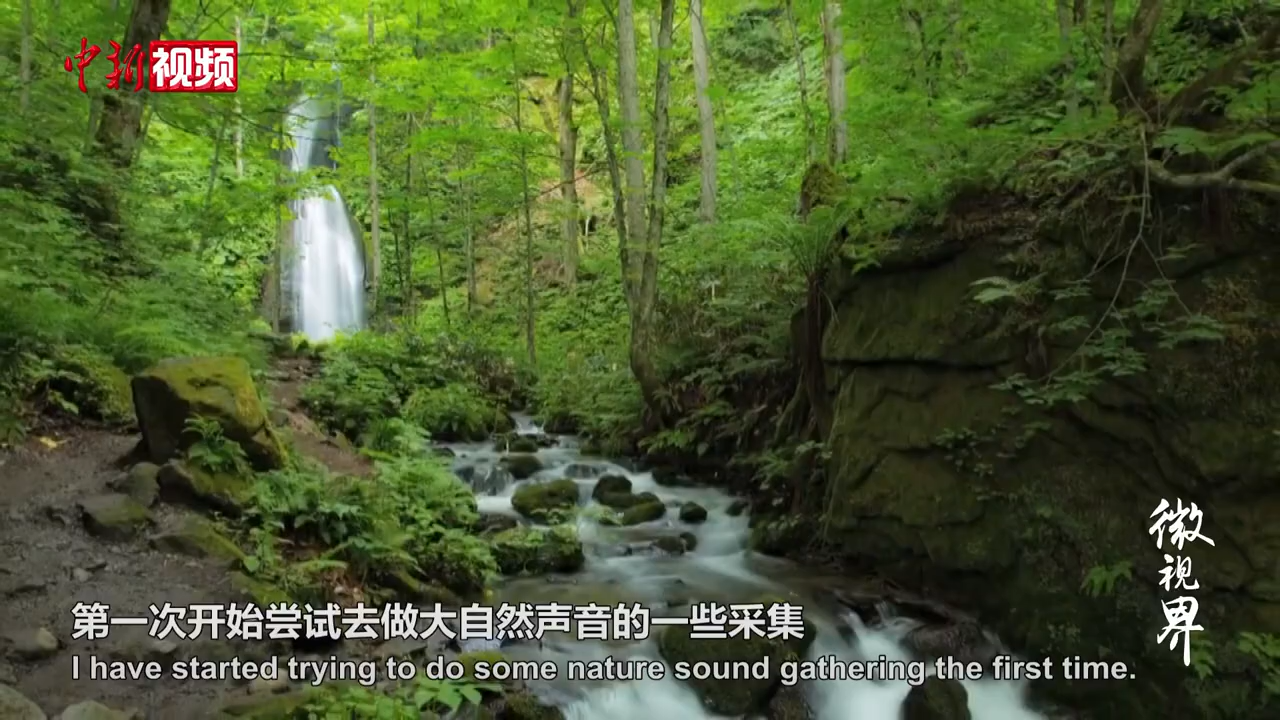 中新视频
微视界
第一次开始尝试去做大自然声音的一些采集
I have started trying to do some nature sound gathering the first time.